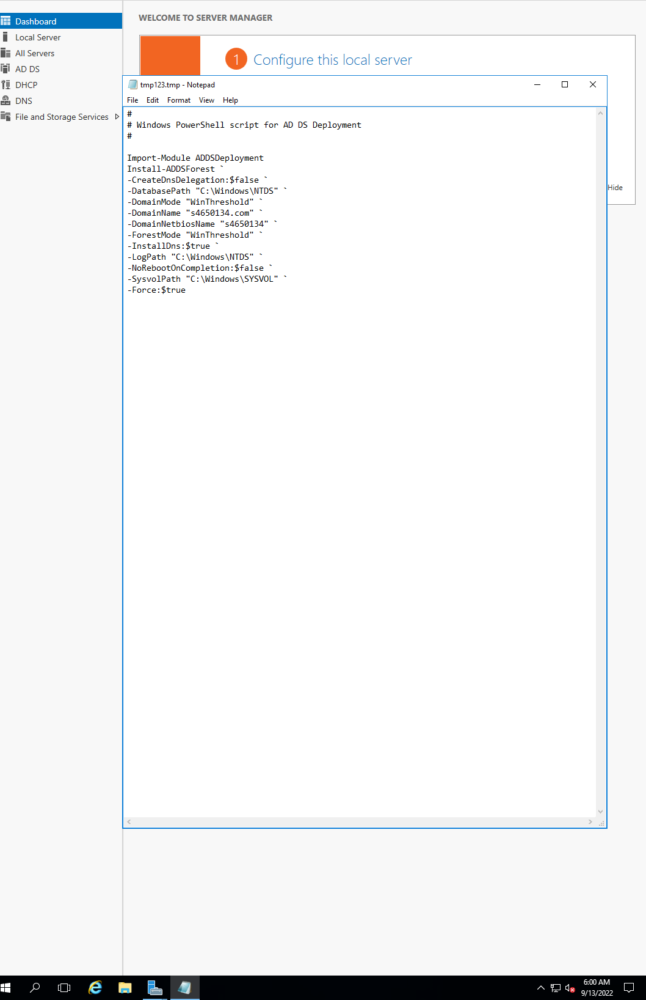 Dashboard
Local Server
All Servers
AD DS
DHCP
DNS
File and Storage Services
WELCOME TO SERVER MANAGER
1 Configure this local server
Hide
tmp123.tmp - Notepad
File Edit Format View Help
#
# Windows PowerShell script for AD DS Deployment
#
Import-Module ADDSDeployment
Install-ADDSForest `
-CreateDnsDelegation:$false `
-DatabasePath "C:\Windows\NTDS" `
-DomainMode "WinThreshold" `
-DomainName "s4650134.com" `
-DomainNetbiosName "s4650134" `
-ForestMode "WinThreshold" `
-InstallDns:$true `
-LogPath "C:\Windows\NTDS" `
-NoRebootOnCompletion:$false `
-SysvolPath "C:\Windows\SYSVOL" `
-Force:$true
6:00 AM
9/13/2022